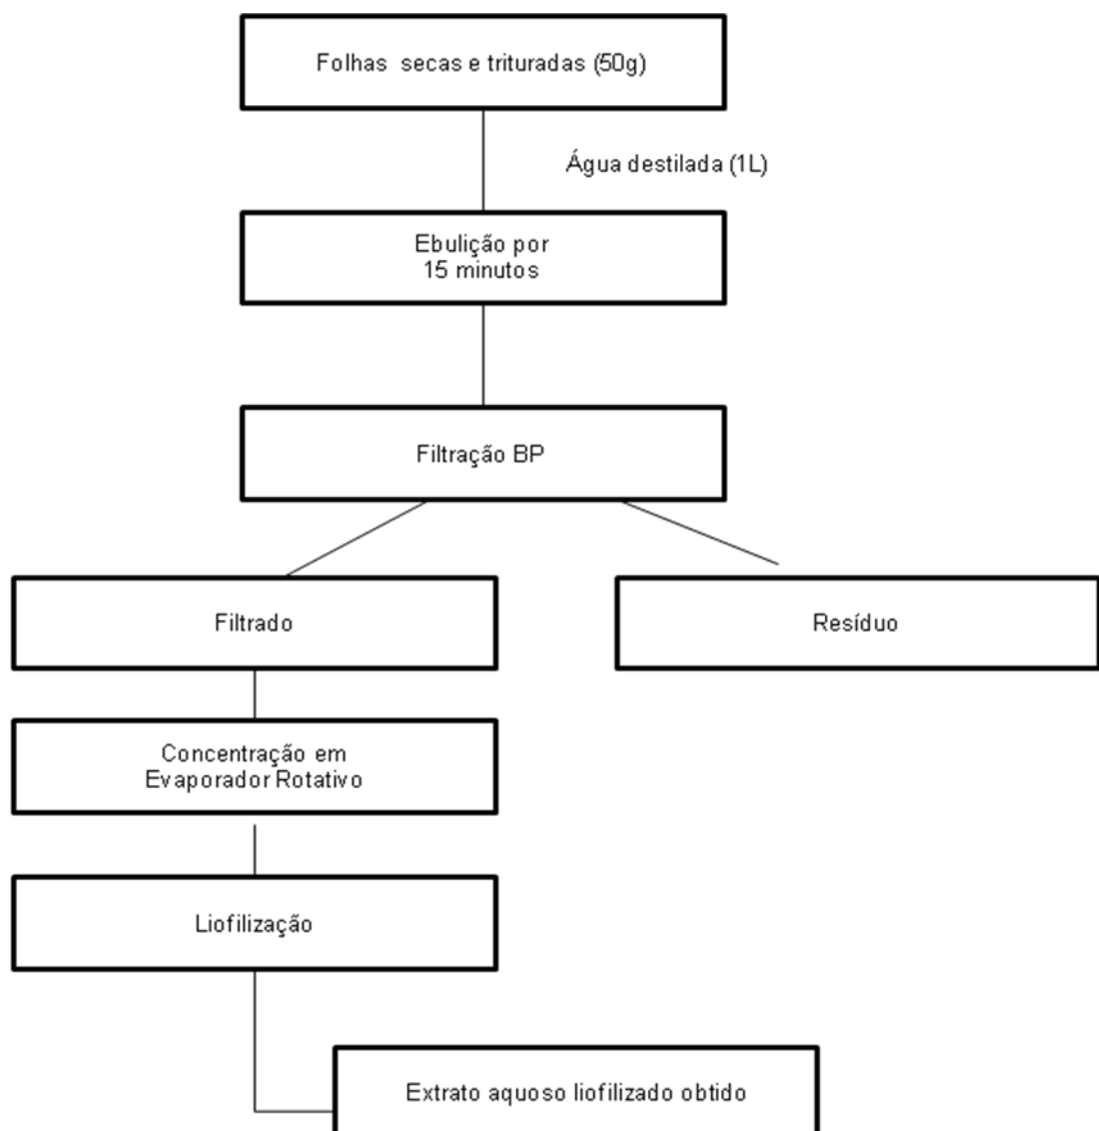 Folhas secas e trituradas (50g)
Água destilada (1L)
Ebulição por
15 minutos
Filtração BP
Filtrado
Resíduo
Concentração em
Evaporador Rotativo
Liofilização
Extrato aquoso liofilizado obtido